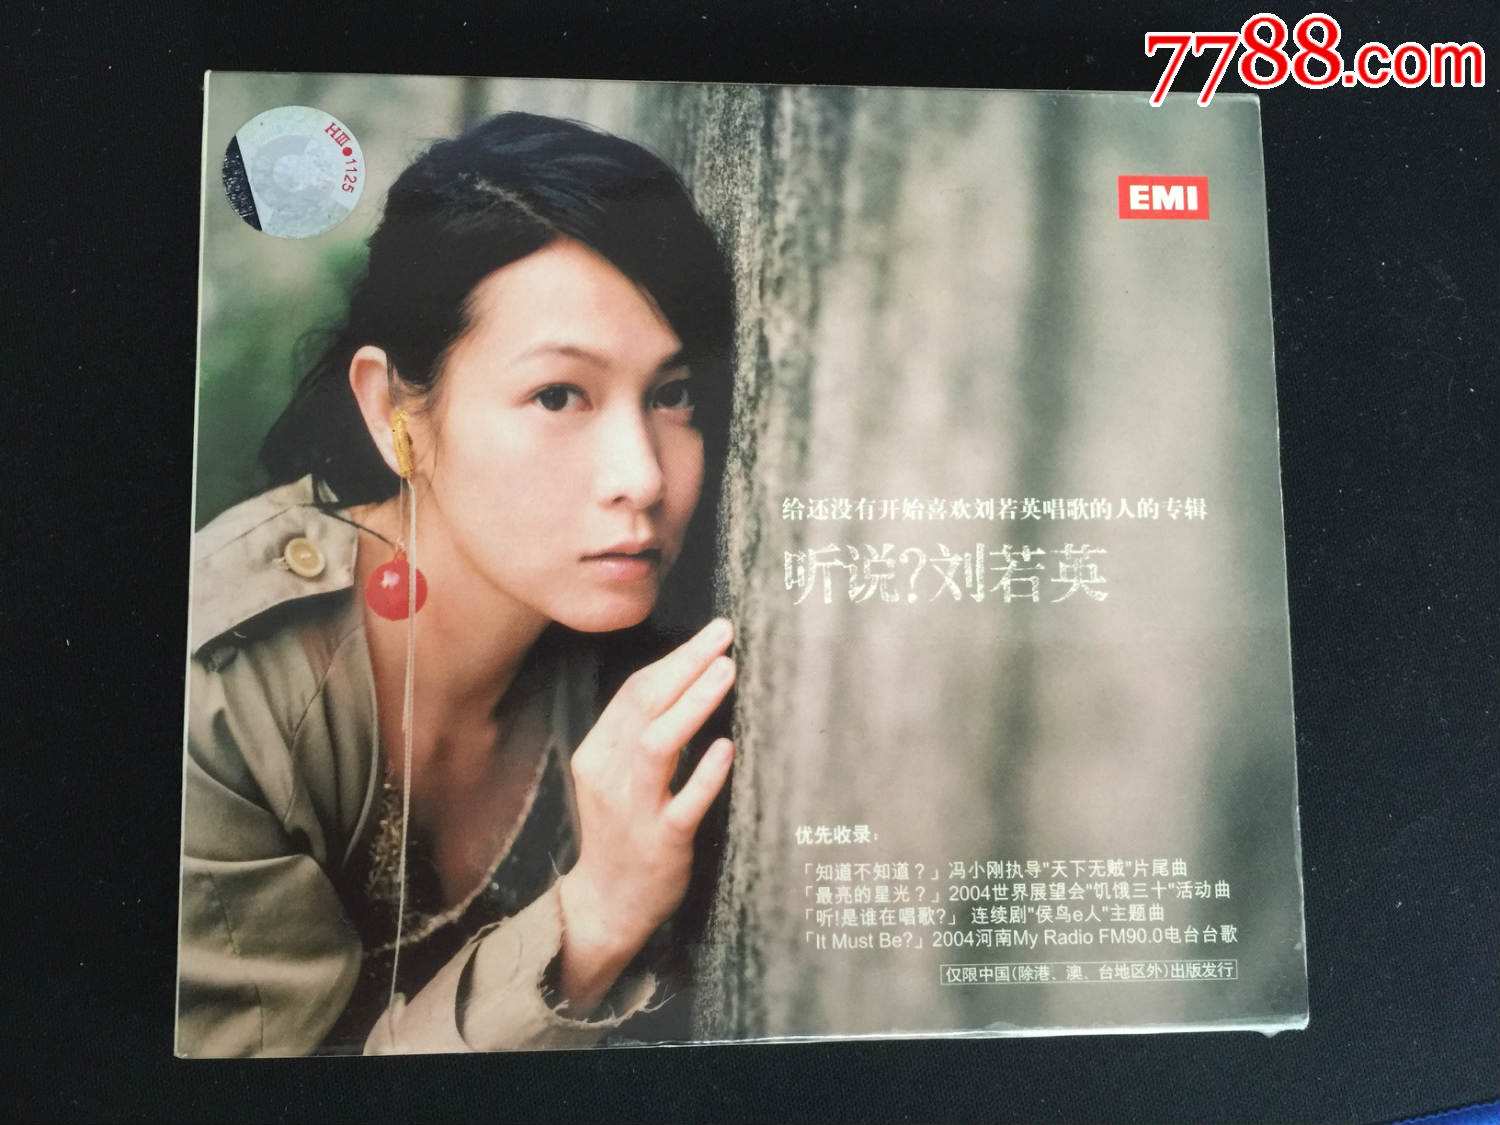 7788.com
HⅢ●1125
EMI
给还没有开始喜欢刘若英唱歌的人的专辑
听说?刘若英
优先收录:
「知道不知道？」冯小刚执导"天下无贼"片尾曲
「最亮的星光？」2004世界展望会"饥饿三十"活动曲
「听!是谁在唱歌?」 连续剧"侯鸟e人"主题曲
「It Must Be?」2004河南My Radio FM90.0电台台歌
仅限中国(除港、澳、台地区外)出版发行